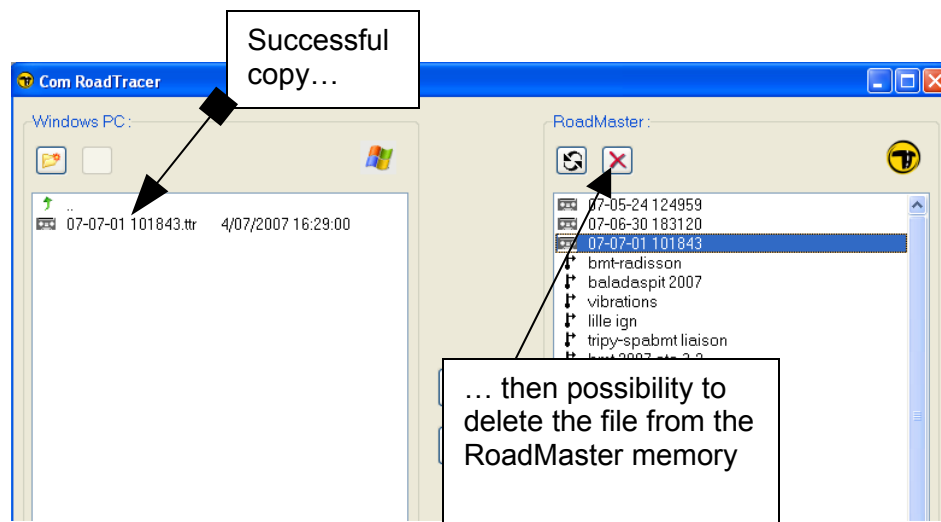 Successful
copy…
Com RoadTracer
Windows PC:
RoadMaster:
..
07-07-01 101843.ttr 4/07/2007 16:29:00
07-05-24 124959
07-06-30 183120
07-07-01 101843
bmt-radisson
baladaspit 2007
vibrations
lille ign
tripy-spabmt liaison
… then possibility to
delete the file from the
RoadMaster memory